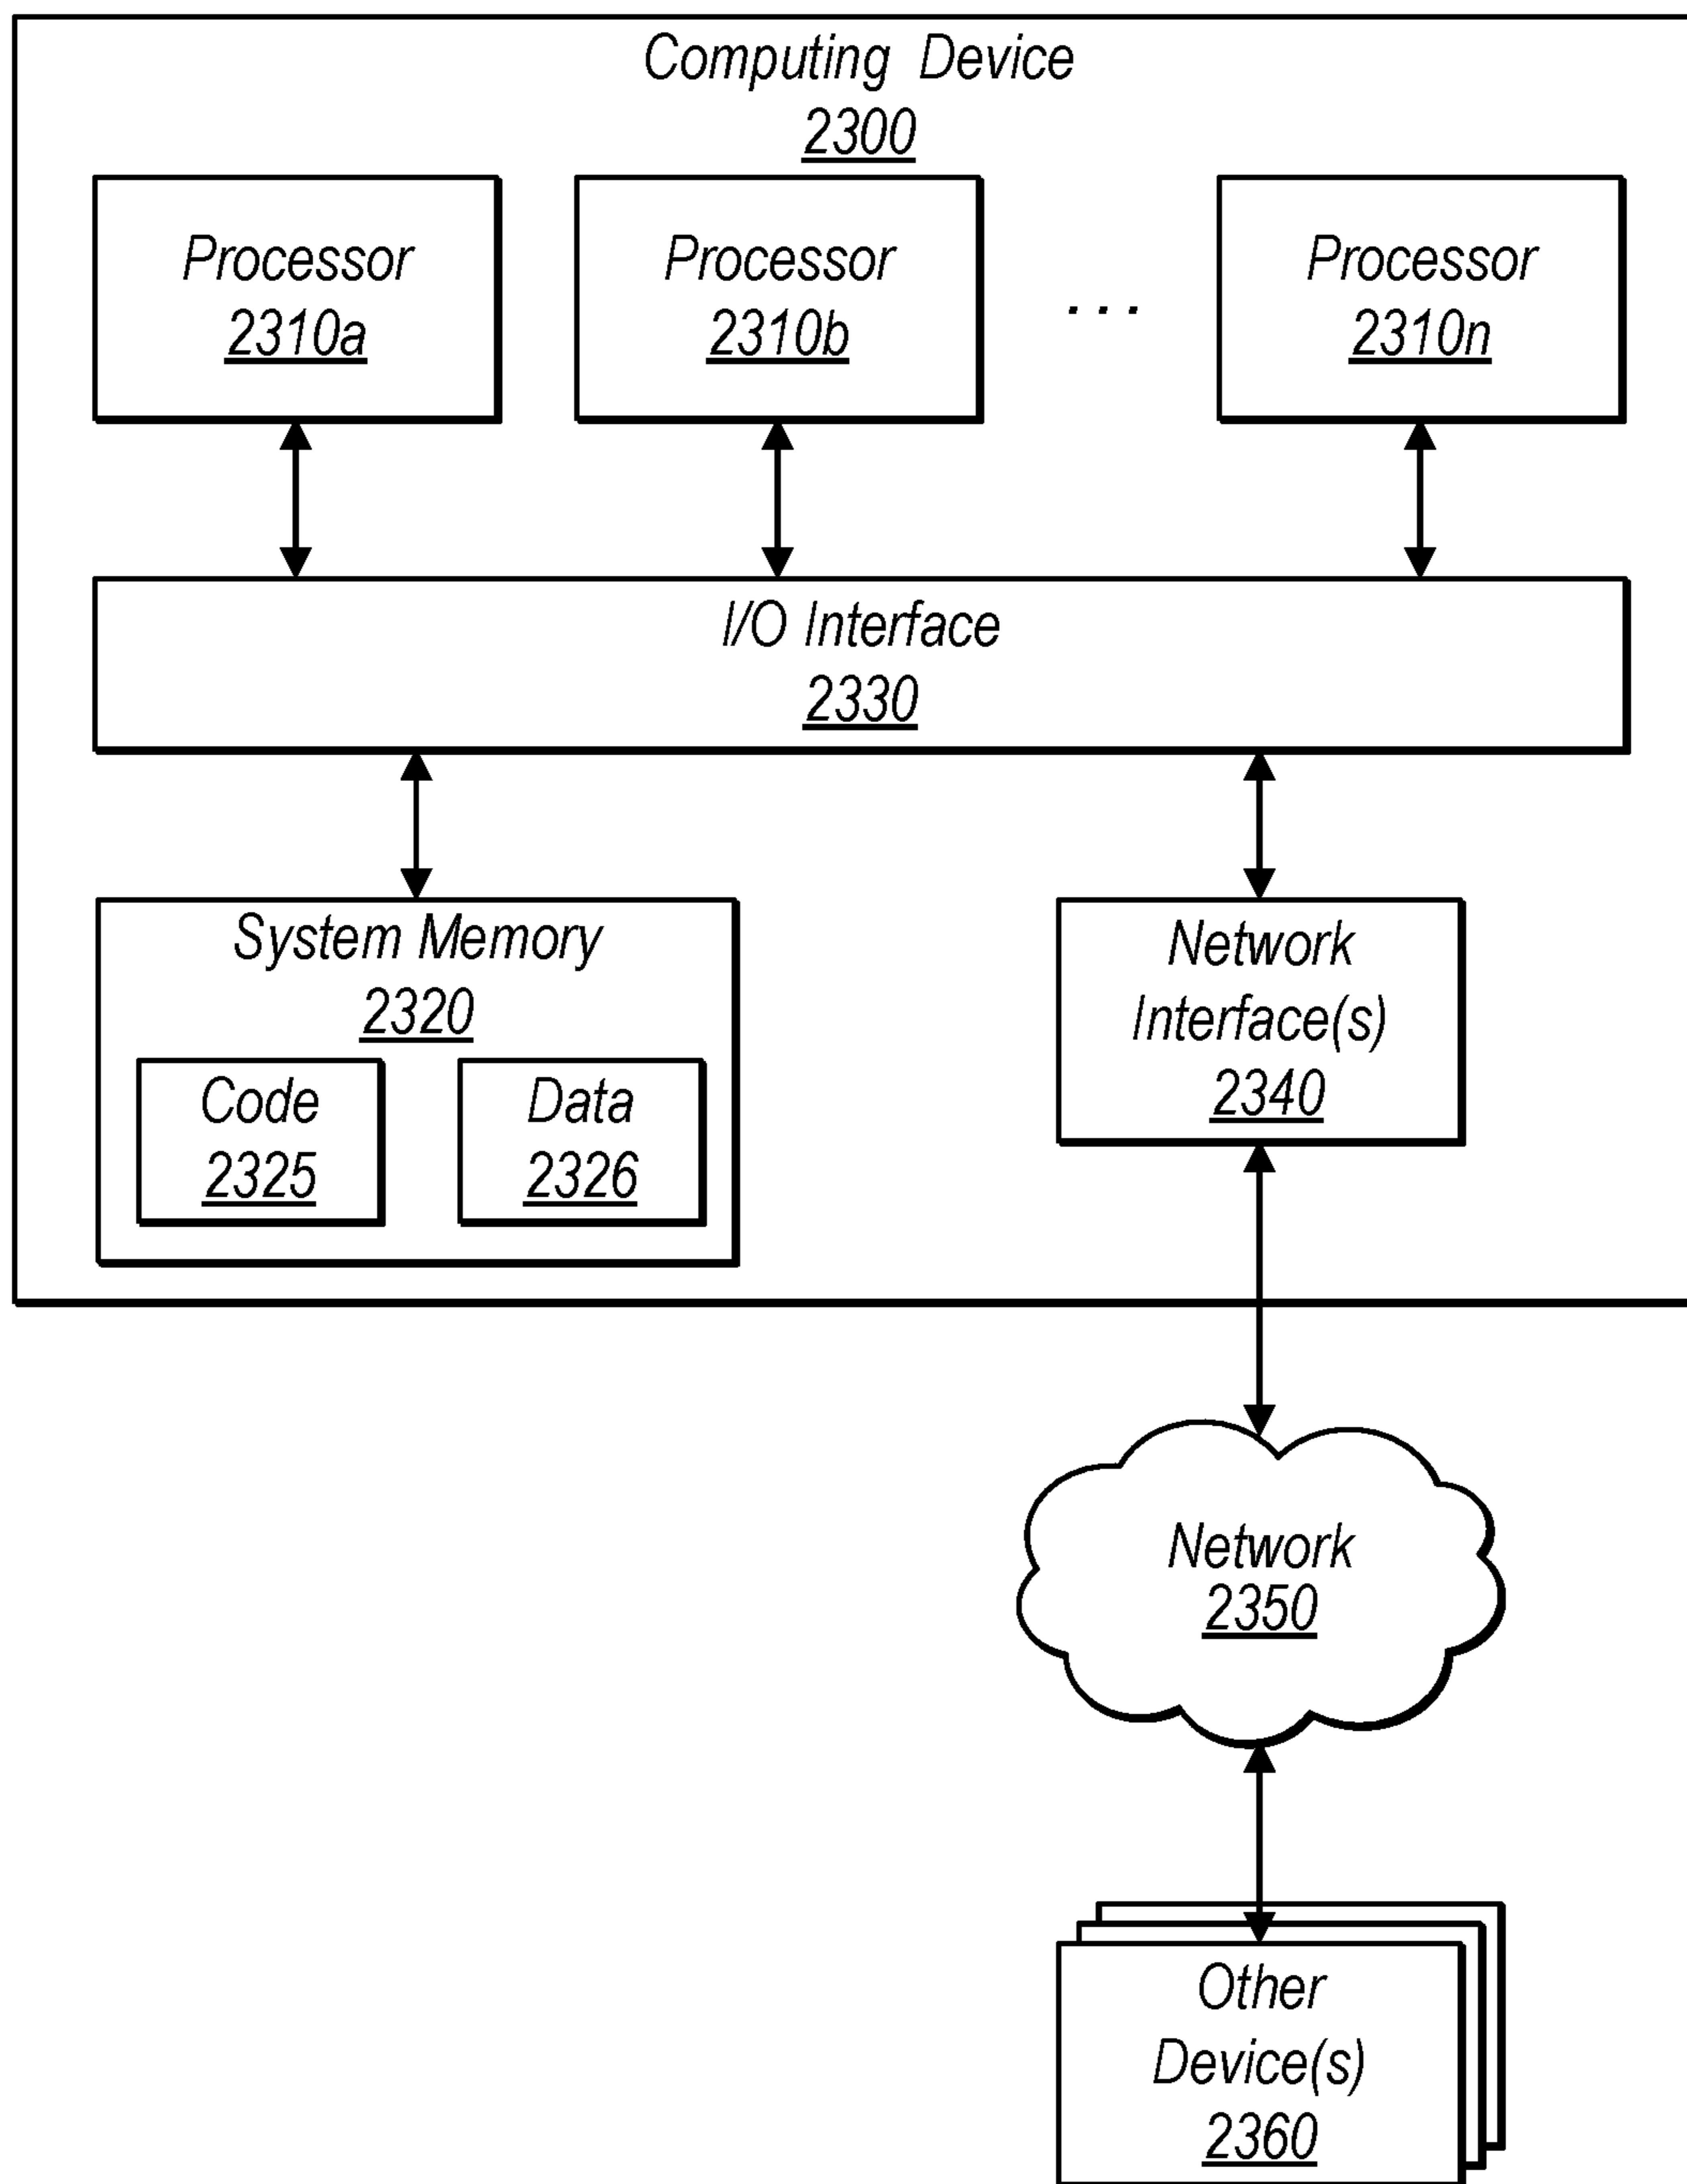 Computing Device
2300
Processor
2310a
Processor
2310b
...
Processor
2310n
I/O Interface
2330
System Memory
2320
Code
2325
Data
2326
Network
Interface(s)
2340
Network
2350
Other
Device(s)
2360